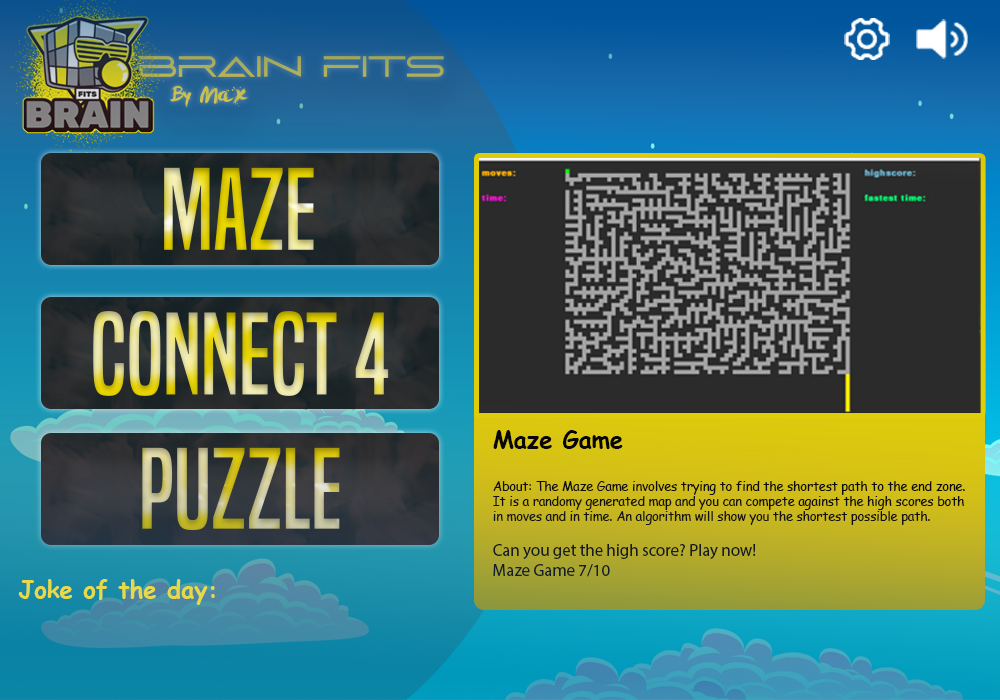 FITS
BRAIN
BRAIN FITS
By Max
MAZE
CONNECT 4
PUZZLE
Joke of the day:
moves:
time:
highscore:
fastest time:
Maze Game
About: The Maze Game involves trying to find the shortest path to the end zone.
It is a randomy generated map and you can compete against the high scores both
in moves and in time. An algorithm will show you the shortest possible path.
Can you get the high score? Play now!
Maze Game 7/10